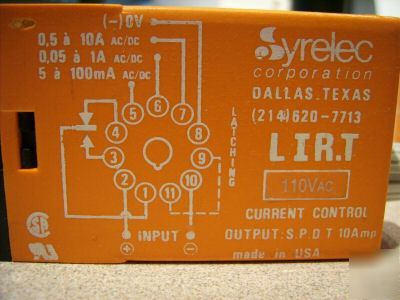 (-) 0V
0,5 à 10A AC/DC
0,05 à 1A AC/DC
5 à 100mA AC/DC
5 6 7
4 8
3 9
2 10
1 11
LATCHING
+ INPUT -
Syrelec
corporation
DALLAS.TEXAS
(214) 620-7713
LIR.T
110VAC
CURRENT CONTROL
OUTPUT: S.P.D.T 10Amp
made in USA